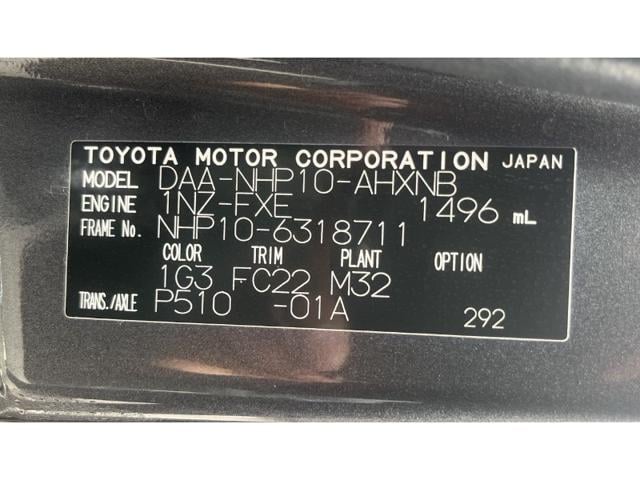 TOYOTA MOTOR CORPORATION JAPAN
MODEL DAA-NHP10-AHXNB
ENGINE 1NZ-FXE 1496 mL
FRAME No. NHP10-6318711
COLOR TRIM PLANT OPTION
1G3 FC22 M32
TRANS./AXLE P510 -01A
292